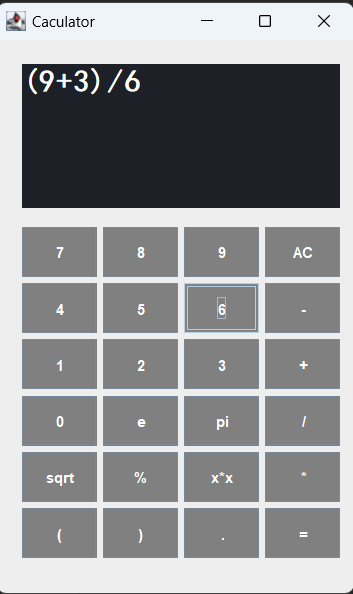 Caculator
(9+3)/6
7 8 9 AC
4 5 6 -
1 2 3 +
0 e pi /
sqrt % x*x *
( ) . =